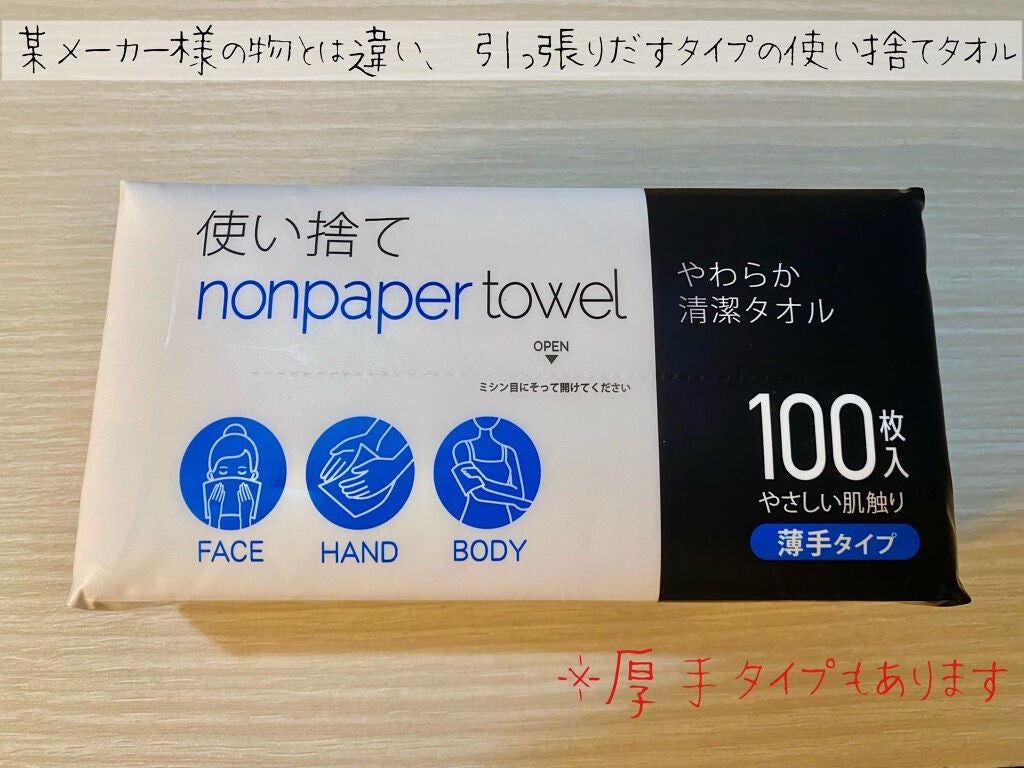 某メーカー様の物とは違い、引っ張りだすタイプの使い捨てタオル
使い捨て
nonpaper towel
OPEN
ミシン目にそって開けてください
FACE HAND BODY
やわらか
清潔タオル
100枚入
やさしい肌触り
薄手タイプ
※厚手タイプもあります